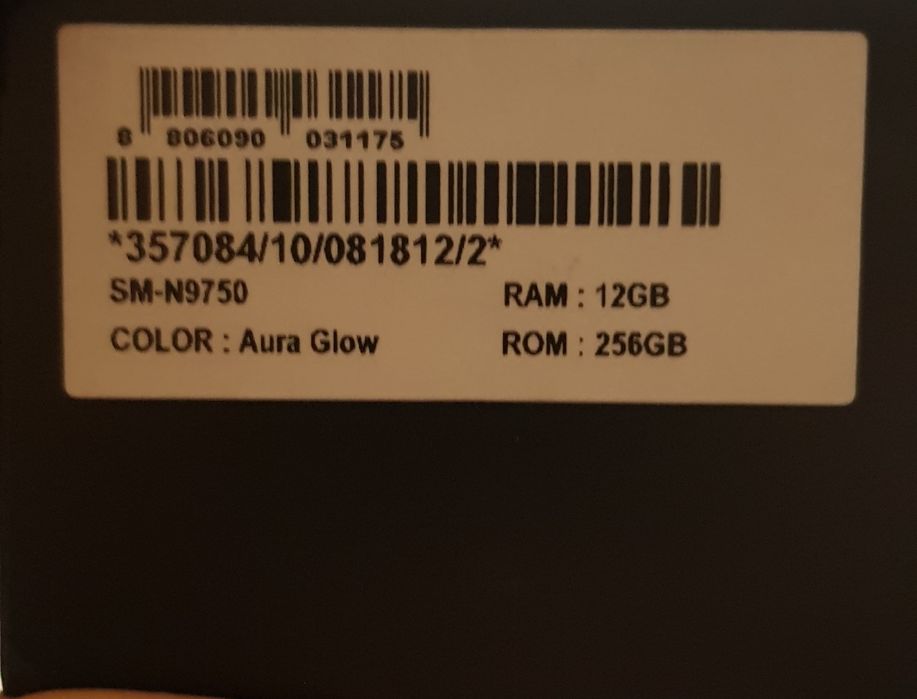 8 806090 031175
*357084/10/081812/2*
SM-N9750 RAM : 12GB
COLOR : Aura Glow ROM : 256GB